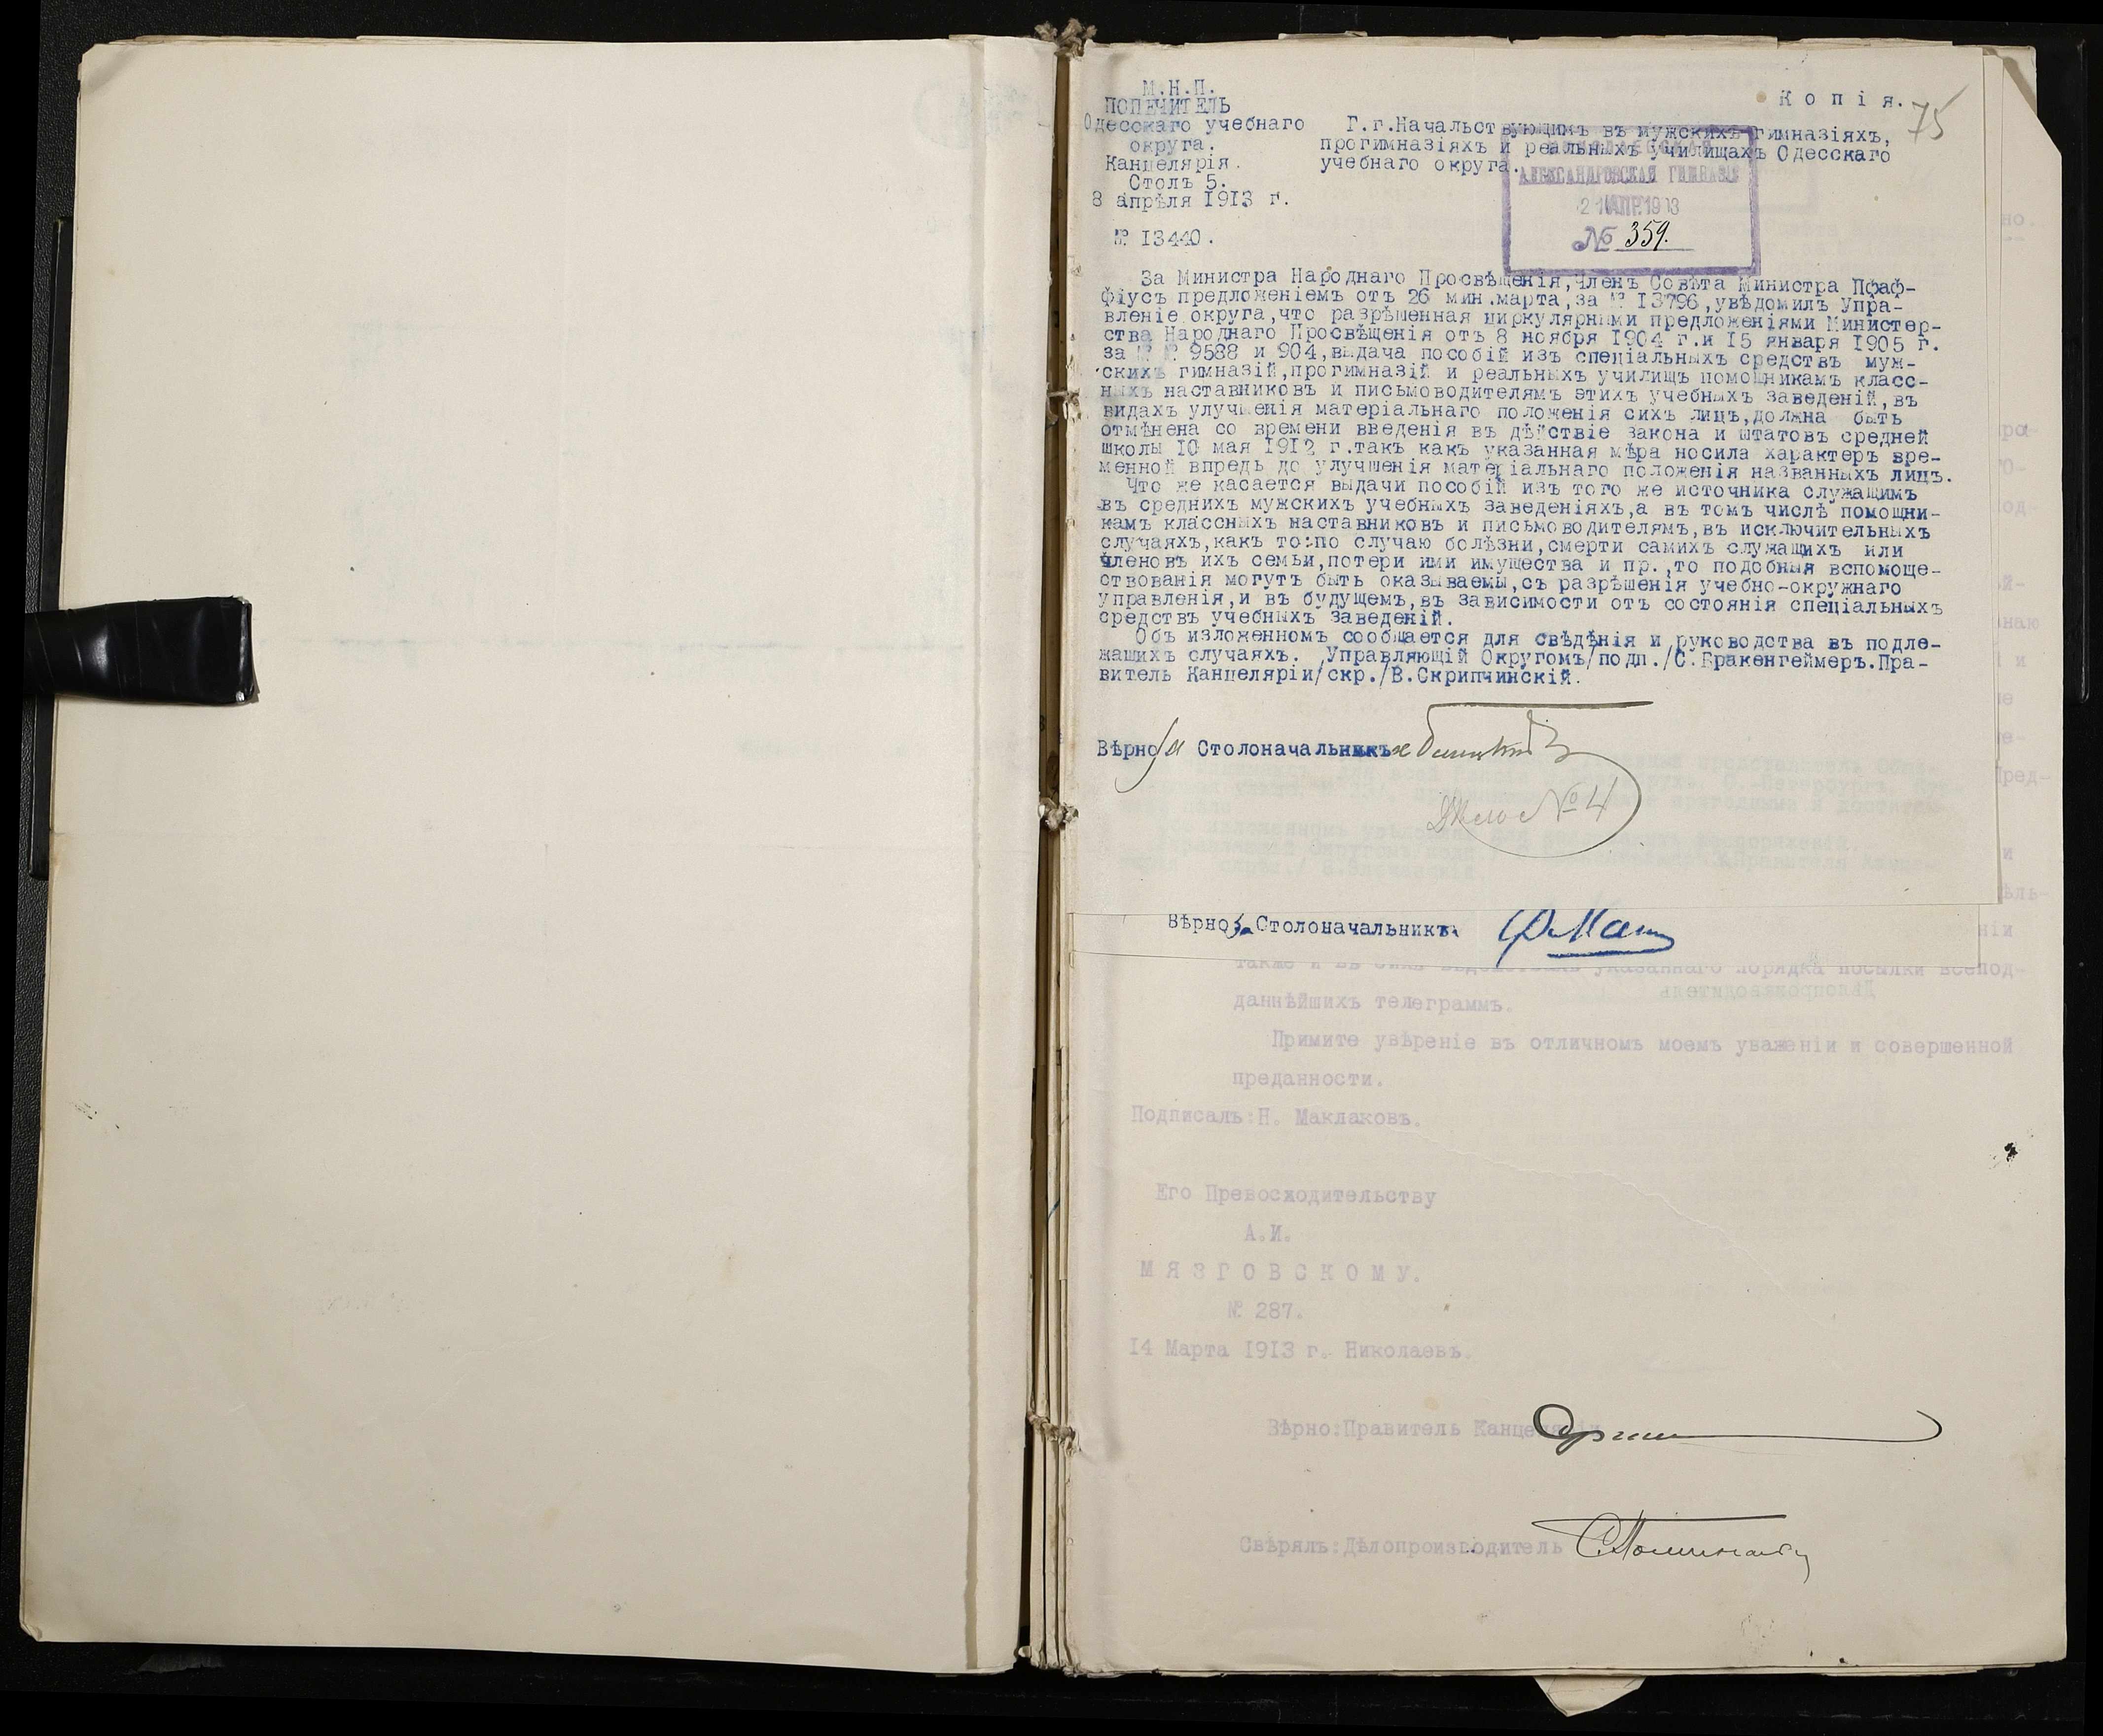 М.Н.П.
ПОПЕЧИТЕЛЬ
Одесскаго учебнаго
округа.
Канцелярія.
Столъ 5.
8 апрѣля 1913 г.
№ 13440.
Копія.
75
Г.г.Начальствующимъ въ мужскихъ гимназіяхъ,
прогимназіяхъ и реальныхъ училищахъ Одесскаго
учебнаго округа.
АЛЕКСАНДРОВСКАЯ ГИМНАЗІЯ
АПР.1913
№ 359.
За Министра Народнаго Просвѣщенія,Членъ Совѣта Министра Пфаф-
фіусъ предложеніемъ отъ 26 мин.марта,за № 13796,увѣдомилъ Упра-
вленіе округа,что разрѣшенная циркулярными предложеніями Министер-
ства Народнаго Просвѣщенія отъ 8 ноября 1904 г.и 15 января 1905 г.
за № № 9588 и 904,выдача пособій изъ спеціальныхъ средствъ муж-
скихъ гимназій,прогимназій и реальныхъ училищъ помощникамъ класс-
ныхъ наставниковъ и письмоводителямъ этихъ учебныхъ заведеній,въ
видахъ улучшенія матеріальнаго положенія сихъ лицъ,должна быть
отмѣнена со времени введенія въ дѣйствіе закона и штатовъ средней
школы 10 мая 1912 г.такъ какъ указанная мѣра носила характеръ вре-
менной впредь до улучшенія матеріальнаго положенія названныхъ лицъ.
Что же касается выдачи пособій изъ того же источника служащимъ
въ среднихъ мужскихъ учебныхъ заведеніяхъ,а въ томъ числѣ помощни-
камъ классныхъ наставниковъ и письмоводителямъ,въ исключительныхъ
случаяхъ,какъ то:-по случаю болѣзни,смерти самихъ служащихъ или
членовъ ихъ семьи,потери ими имущества и пр.,то подобныя вспомоще-
ствованія могутъ быть оказываемы,съ разрѣшенія учебно-окружнаго
управленія,и въ будущемъ,въ зависимости отъ состоянія спеціальныхъ
средствъ учебныхъ заведеній.
Объ изложенномъ сообщается для свѣдѣнія и руководства въ подле-
жащихъ случаяхъ. Управляющій Округомъ/подп./С.Бракенгеймеръ.Пра-
витель Канцеляріи/скр./В.Скрипчинскій.
Вѣрно Столоначальникъ
Дѣло № 4
Вѣрно За Столоначальникъ
также и въ указаннаго порядка посылки всепод-
даннѣйшихъ телеграммъ.
Примите увѣреніе въ отличномъ моемъ уваженіи и совершенной
преданности.
Подписалъ:Н. Маклаковъ.
Его Превосходительству
А.И.
МЯЗГОВСКОМУ.
№ 287.
14 Марта 1913 г. Николаевъ.
Вѣрно:Правитель Канцеляріи
Свѣрялъ:Дѣлопроизводитель